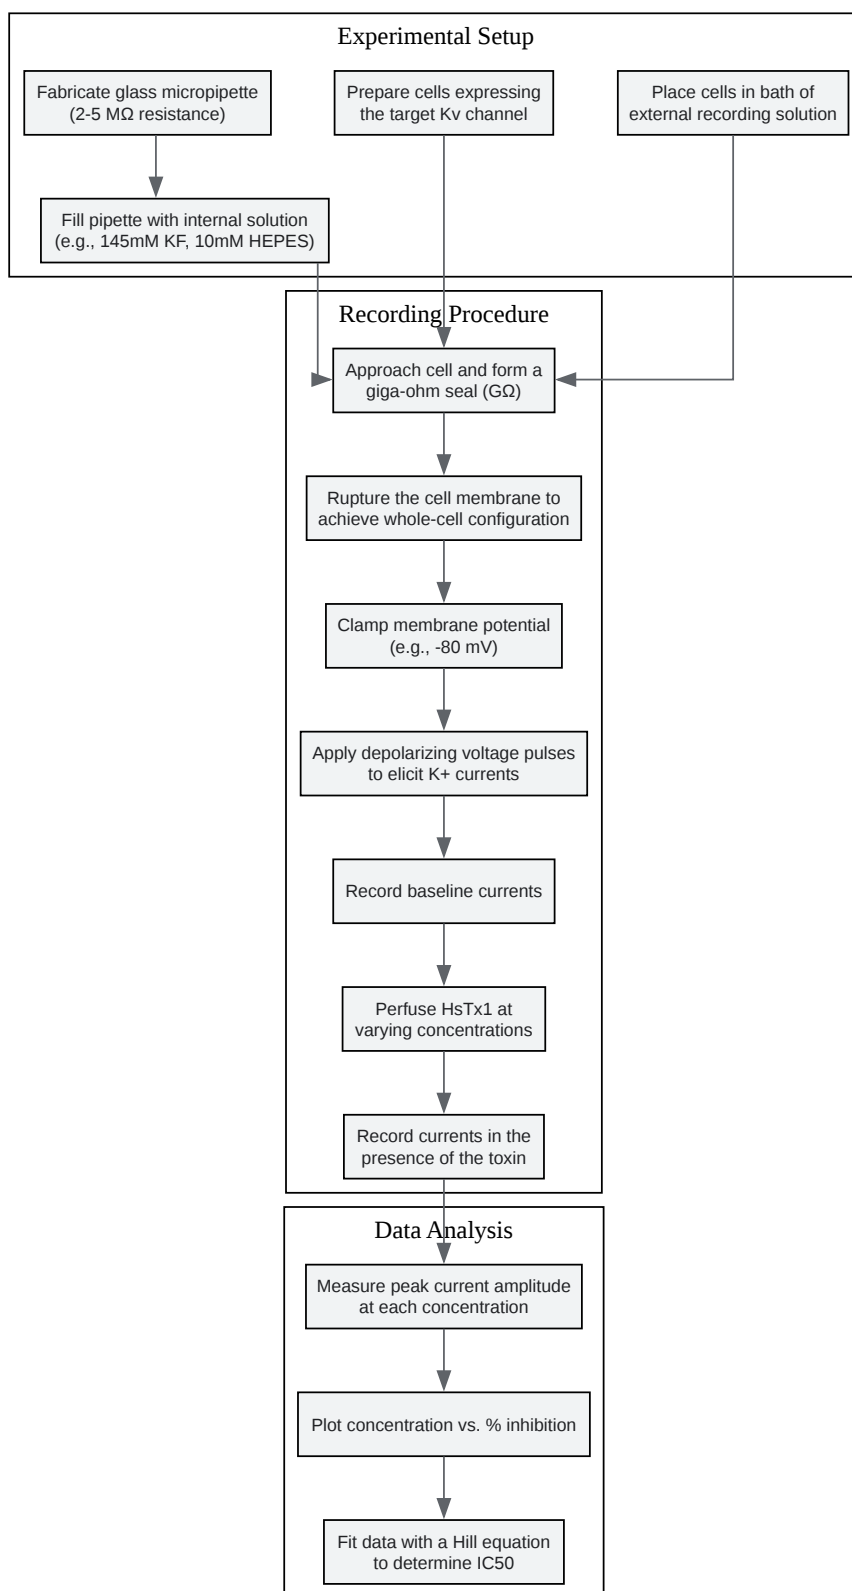 Experimental Setup
Fabricate glass micropipette
(2-5 MΩ resistance)
Prepare cells expressing
the target Kv channel
Place cells in bath of
external recording solution
Fill pipette with internal solution
(e.g., 145mM KF, 10mM HEPES)
Recording Procedure
Approach cell and form a
giga-ohm seal (GΩ)
Rupture the cell membrane to
achieve whole-cell configuration
Clamp membrane potential
(e.g., -80 mV)
Apply depolarizing voltage pulses
to elicit K+ currents
Record baseline currents
Perfuse HsTx1 at
varying concentrations
Record currents in the
presence of the toxin
Data Analysis
Measure peak current amplitude
at each concentration
Plot concentration vs. % inhibition
Fit data with a Hill equation
to determine IC50